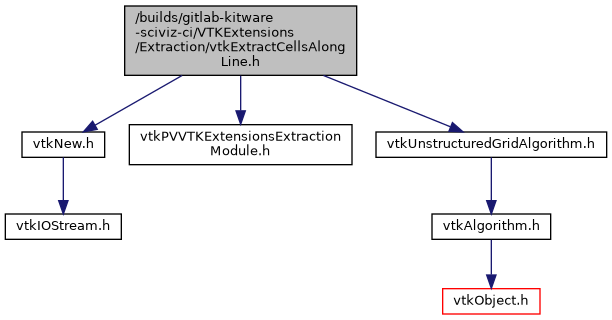 /builds/gitlab-kitware
-sciviz-ci/VTKExtensions
/Extraction/vtkExtractCellsAlong
Line.h
vtkNew.h
vtkPVVTKExtensionsExtraction
Module.h
vtkUnstructuredGridAlgorithm.h
vtkIOStream.h
vtkAlgorithm.h
vtkObject.h